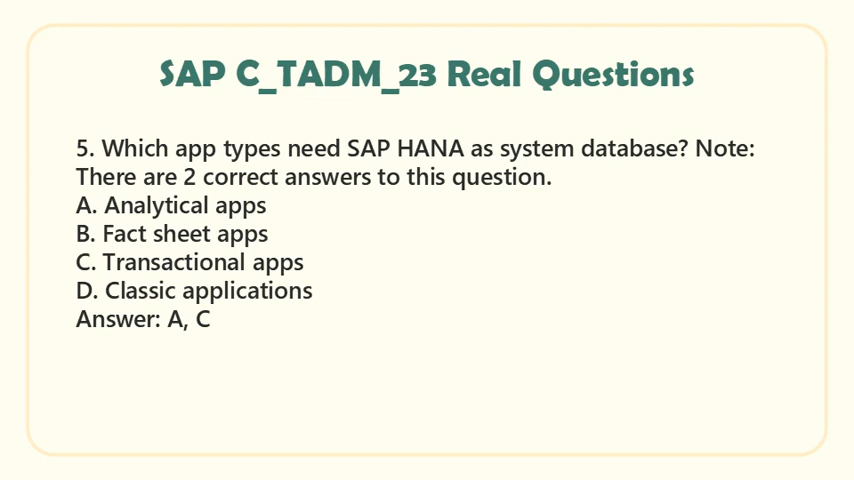 SAP C_TADM_23 Real Questions
5. Which app types need SAP HANA as system database? Note:
There are 2 correct answers to this question.
A. Analytical apps
B. Fact sheet apps
C. Transactional apps
D. Classic applications
Answer: A, C